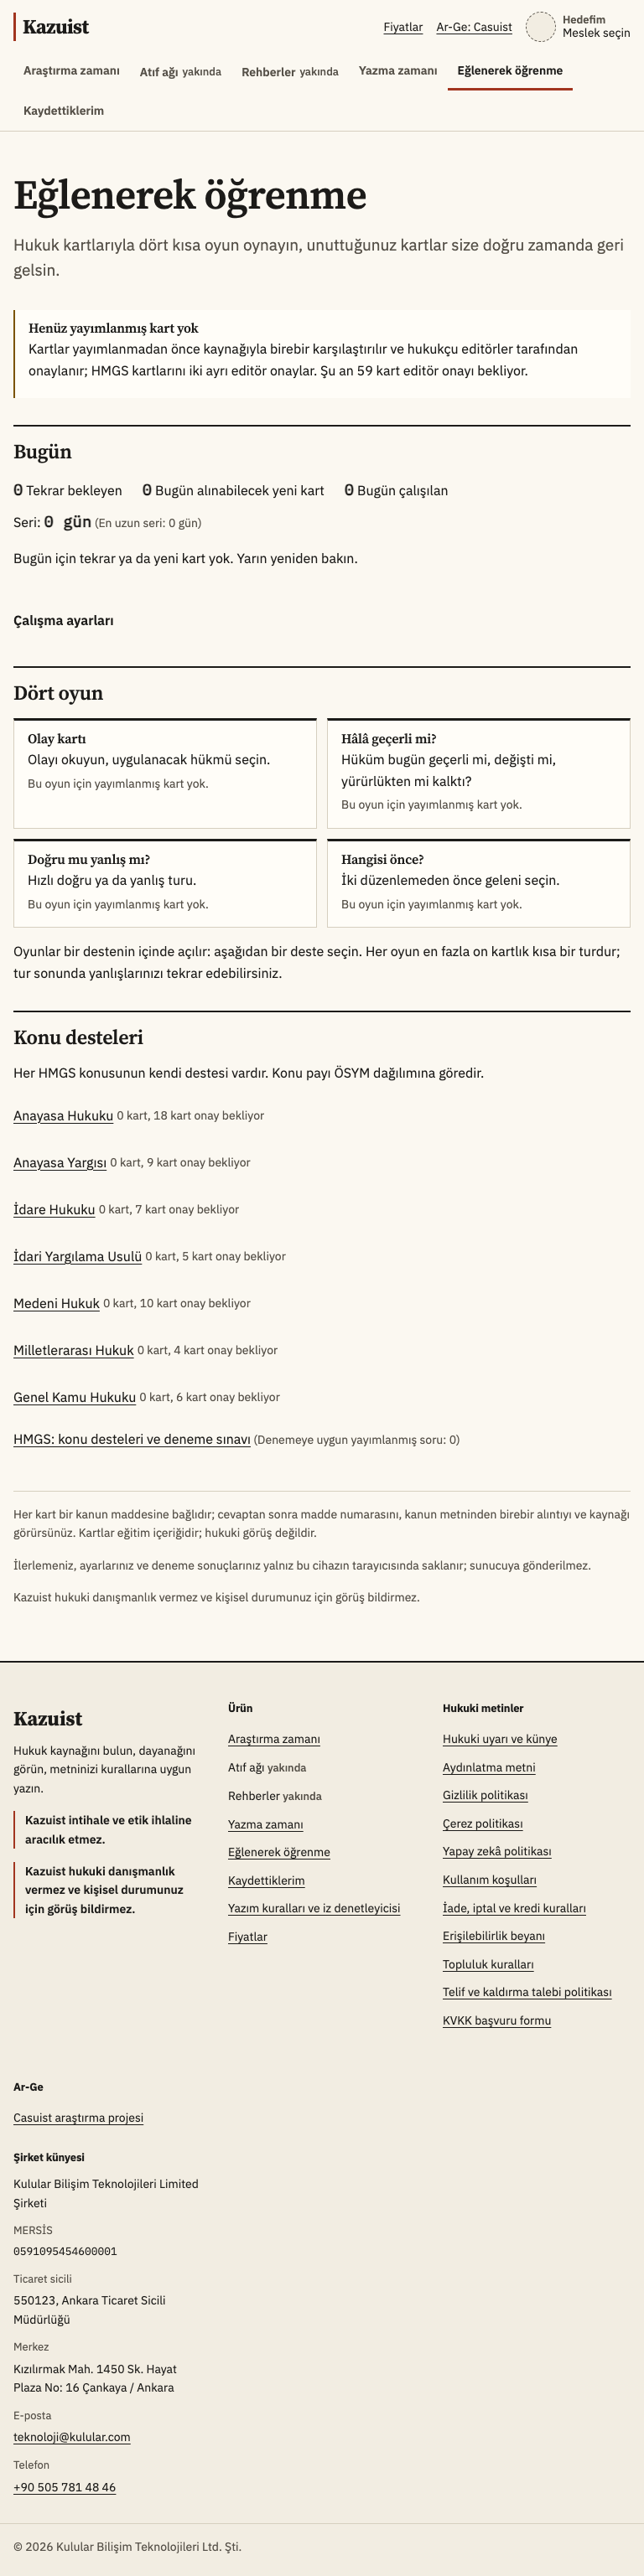 Kazuist
Fiyatlar
Ar-Ge: Casuist
Hedefim
Meslek seçin
Araştırma zamanı
Atıf ağı yakında
Rehberler yakında
Yazma zamanı
Eğlenerek öğrenme
Kaydettiklerim
Eğlenerek öğrenme
Hukuk kartlarıyla dört kısa oyun oynayın, unuttuğunuz kartlar size doğru zamanda geri
gelsin.
Henüz yayımlanmış kart yok
Kartlar yayımlanmadan önce kaynağıyla birebir karşılaştırılır ve hukukçu editörler tarafından
onaylanır; HMGS kartlarını iki ayrı editör onaylar. Şu an 59 kart editör onayı bekliyor.
Bugün
0 Tekrar bekleyen
0 Bugün alınabilecek yeni kart
0 Bugün çalışılan
Seri: 0 gün (En uzun seri: 0 gün)
Bugün için tekrar ya da yeni kart yok. Yarın yeniden bakın.
Çalışma ayarları
Dört oyun
Olay kartı
Olayı okuyun, uygulanacak hükmü seçin.
Bu oyun için yayımlanmış kart yok.
Hâlâ geçerli mi?
Hüküm bugün geçerli mi, değişti mi,
yürürlükten mi kalktı?
Bu oyun için yayımlanmış kart yok.
Doğru mu yanlış mı?
Hızlı doğru ya da yanlış turu.
Bu oyun için yayımlanmış kart yok.
Hangisi önce?
İki düzenlemeden önce geleni seçin.
Bu oyun için yayımlanmış kart yok.
Oyunlar bir destenin içinde açılır: aşağıdan bir deste seçin. Her oyun en fazla on kartlık kısa bir turdur;
tur sonunda yanlışlarınızı tekrar edebilirsiniz.
Konu desteleri
Her HMGS konusunun kendi destesi vardır. Konu payı ÖSYM dağılımına göredir.
Anayasa Hukuku 0 kart, 18 kart onay bekliyor
Anayasa Yargısı 0 kart, 9 kart onay bekliyor
İdare Hukuku 0 kart, 7 kart onay bekliyor
İdari Yargılama Usulü 0 kart, 5 kart onay bekliyor
Medeni Hukuk 0 kart, 10 kart onay bekliyor
Milletlerarası Hukuk 0 kart, 4 kart onay bekliyor
Genel Kamu Hukuku 0 kart, 6 kart onay bekliyor
HMGS: konu desteleri ve deneme sınavı (Denemeye uygun yayımlanmış soru: 0)
Her kart bir kanun maddesine bağlıdır; cevaptan sonra madde numarasını, kanun metninden birebir alıntıyı ve kaynağı
görürsünüz. Kartlar eğitim içeriğidir; hukuki görüş değildir.
İlerlemeniz, ayarlarınız ve deneme sonuçlarınız yalnız bu cihazın tarayıcısında saklanır; sunucuya gönderilmez.
Kazuist hukuki danışmanlık vermez ve kişisel durumunuz için görüş bildirmez.
Kazuist
Hukuk kaynağını bulun, dayanağını
görün, metninizi kurallarına uygun
yazın.
Kazuist intihale ve etik ihlaline
aracılık etmez.
Kazuist hukuki danışmanlık
vermez ve kişisel durumunuz
için görüş bildirmez.
Ürün
Araştırma zamanı
Atıf ağı yakında
Rehberler yakında
Yazma zamanı
Eğlenerek öğrenme
Kaydettiklerim
Yazım kuralları ve iz denetleyicisi
Fiyatlar
Hukuki metinler
Hukuki uyarı ve künye
Aydınlatma metni
Gizlilik politikası
Çerez politikası
Yapay zekâ politikası
Kullanım koşulları
İade, iptal ve kredi kuralları
Erişilebilirlik beyanı
Topluluk kuralları
Telif ve kaldırma talebi politikası
KVKK başvuru formu
Ar-Ge
Casuist araştırma projesi
Şirket künyesi
Kulular Bilişim Teknolojileri Limited
Şirketi
MERSİS
0591095454600001
Ticaret sicili
550123, Ankara Ticaret Sicili
Müdürlüğü
Merkez
Kızılırmak Mah. 1450 Sk. Hayat
Plaza No: 16 Çankaya / Ankara
E-posta
teknoloji@kulular.com
Telefon
+90 505 781 48 46
© 2026 Kulular Bilişim Teknolojileri Ltd. Şti.